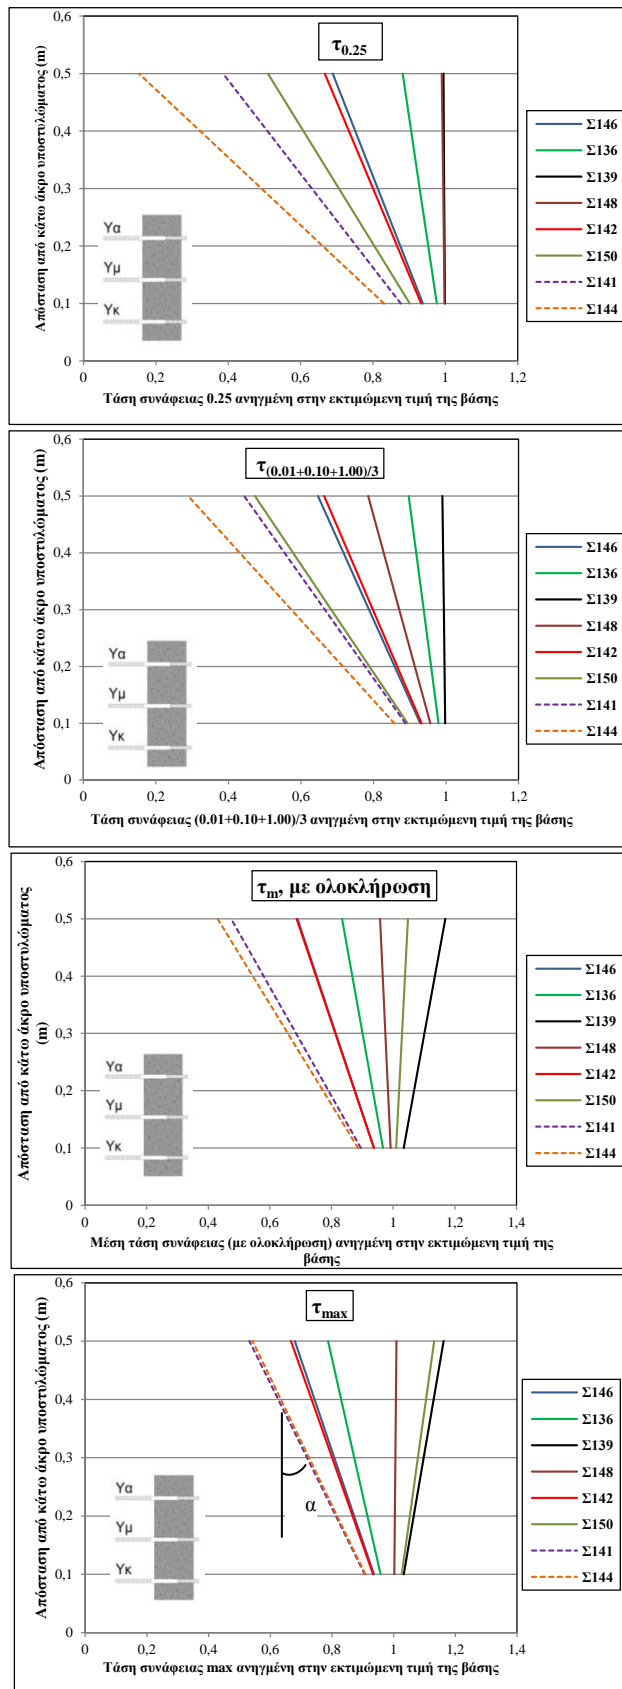 τ0.25
Απόσταση από κάτω άκρο υποστυλώματος (m)
0,6
0,5
0,4
0,3
0,2
0,1
0
Υα
Υμ
Υκ
0 0,2 0,4 0,6 0,8 1 1,2
Τάση συνάφειας 0.25 ανηγμένη στην εκτιμώμενη τιμή της βάσης
Σ146
Σ136
Σ139
Σ148
Σ142
Σ150
Σ141
Σ144
τ(0.01+0.10+1.00)/3
Απόσταση από κάτω άκρο υποστυλώματος (m)
0,6
0,5
0,4
0,3
0,2
0,1
0
Υα
Υμ
Υκ
0 0,2 0,4 0,6 0,8 1 1,2
Τάση συνάφειας (0.01+0.10+1.00)/3 ανηγμένη στην εκτιμώμενη τιμή της βάσης
Σ146
Σ136
Σ139
Σ148
Σ142
Σ150
Σ141
Σ144
τm, με ολοκλήρωση
Απόσταση από κάτω άκρο υποστυλώματος
(m)
0,6
0,5
0,4
0,3
0,2
0,1
0
Υα
Υμ
Υκ
0 0,2 0,4 0,6 0,8 1 1,2 1,4
Μέση τάση συνάφειας (με ολοκλήρωση) ανηγμένη στην εκτιμώμενη τιμή της
βάσης
Σ146
Σ136
Σ139
Σ148
Σ142
Σ150
Σ141
Σ144
τmax
Απόσταση από κάτω άκρο υποστυλώματος (m)
0,6
0,5
0,4
0,3
0,2
0,1
0
α
Υα
Υμ
Υκ
0 0,2 0,4 0,6 0,8 1 1,2 1,4
Τάση συνάφειας max ανηγμένη στην εκτιμώμενη τιμή της βάσης
Σ146
Σ136
Σ139
Σ148
Σ142
Σ150
Σ141
Σ144